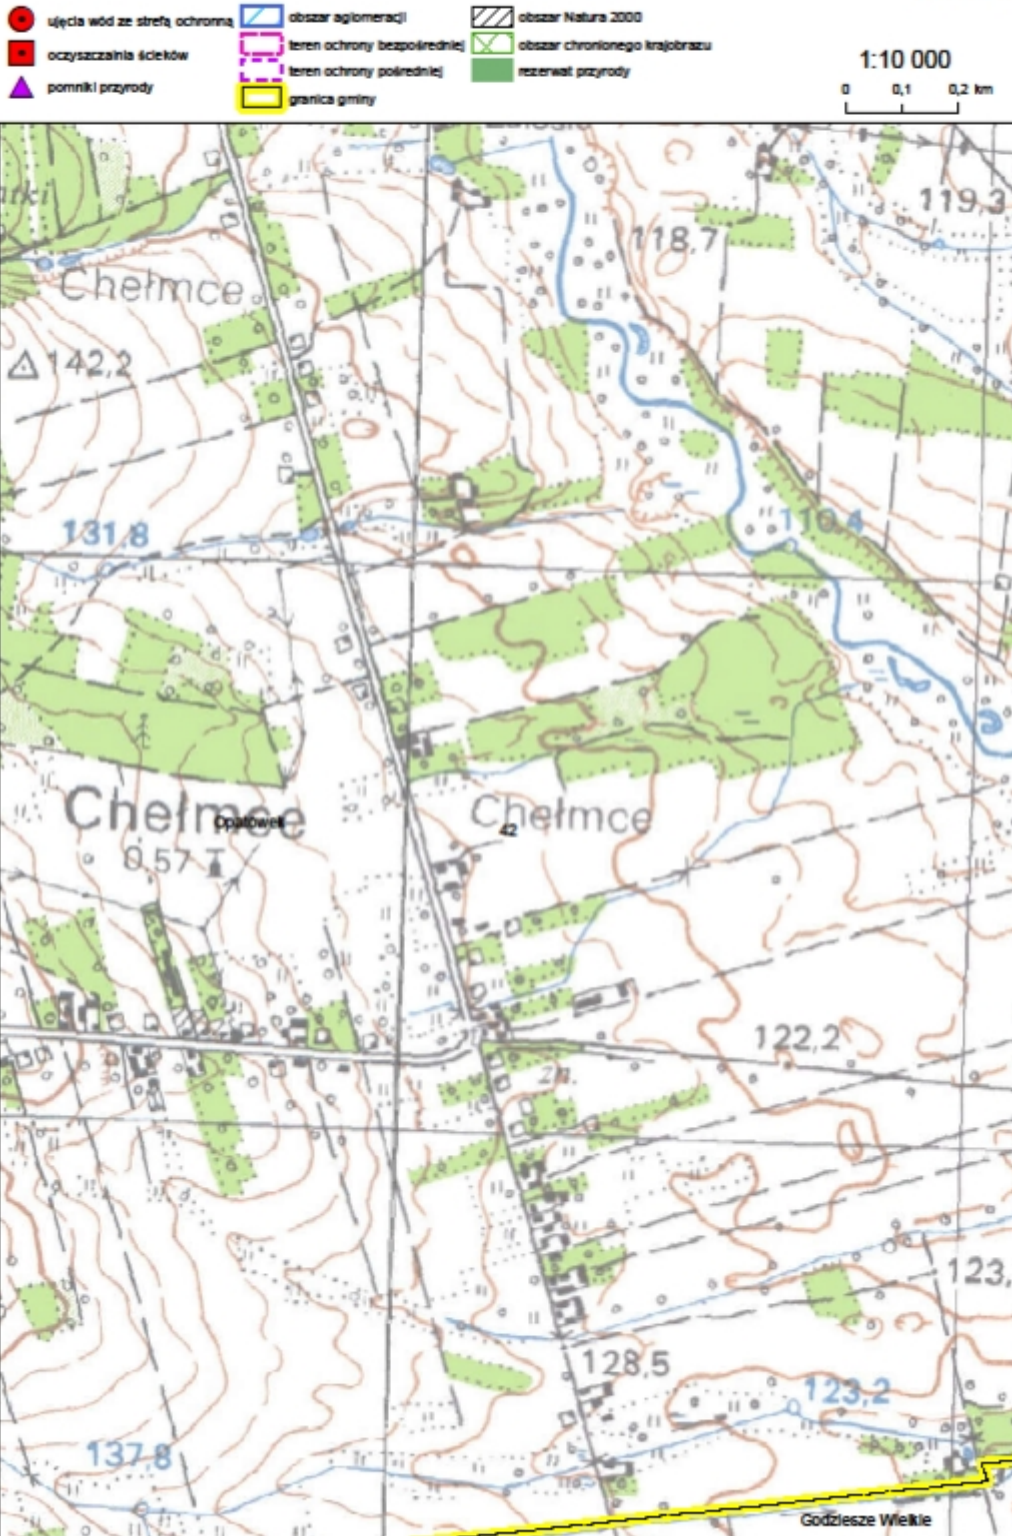 ujęcia wód ze strefą ochronną
oczyszczalnia ścieków
pomniki przyrody
obszar aglomeracji
teren ochrony bezpośredniej
teren ochrony pośredniej
granica gminy
obszar Natura 2000
obszar chronionego krajobrazu
rezerwat przyrody
1:10 000
0 0,1 0,2 km
119,3
118,7
Chełmce
142,2
131,8
110,4
Chełmce
Opatówek
0,57
Chełmce
42
122,2
123,
128,5
123,2
137,8
Godziesze Wielkie